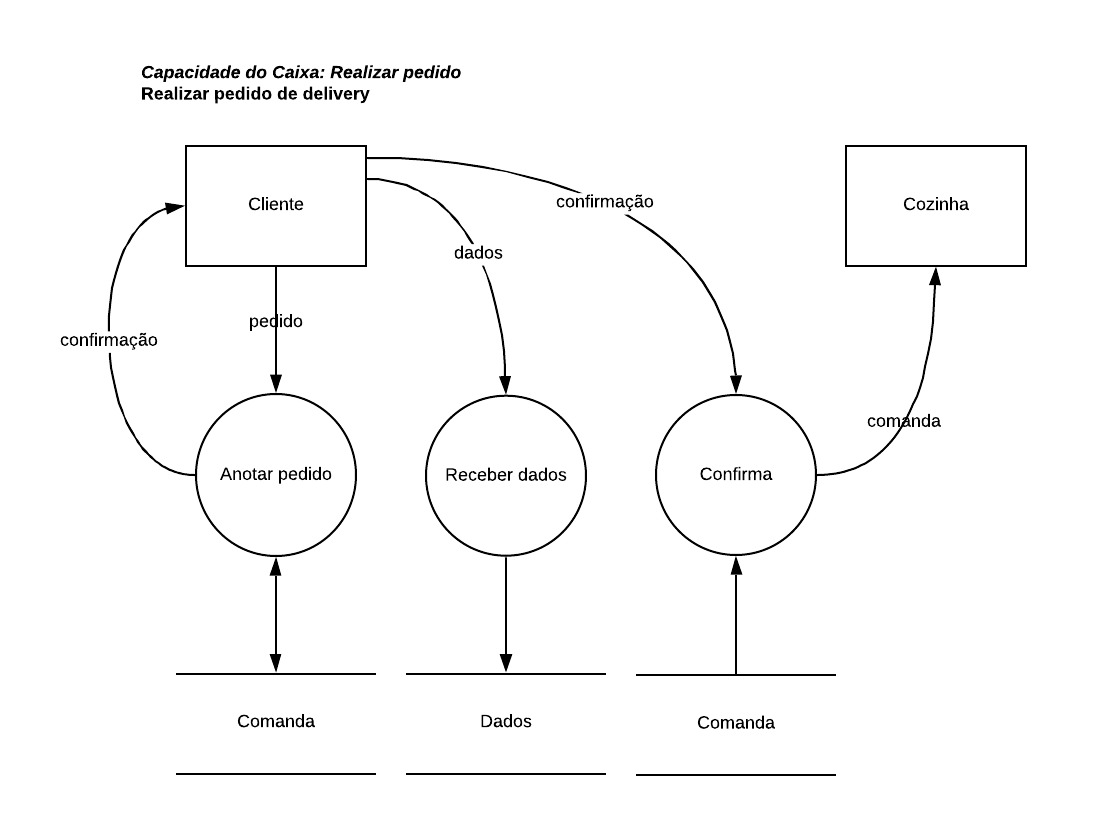 Capacidade do Caixa: Realizar pedido
Realizar pedido de delivery
Cliente
Cozinha
confirmação
dados
pedido
confirmação
comanda
Anotar pedido
Receber dados
Confirma
Comanda
Dados
Comanda